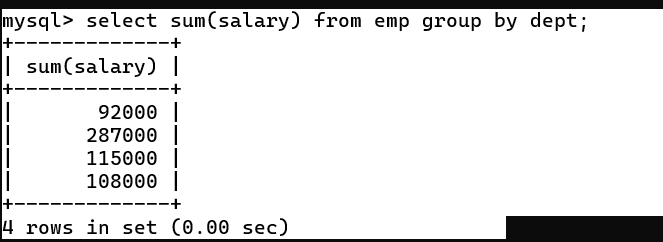 mysql> select sum(salary) from emp group by dept;
+-------------+
| sum(salary) |
+-------------+
|       92000 |
|      287000 |
|      115000 |
|      108000 |
+-------------+
4 rows in set (0.00 sec)